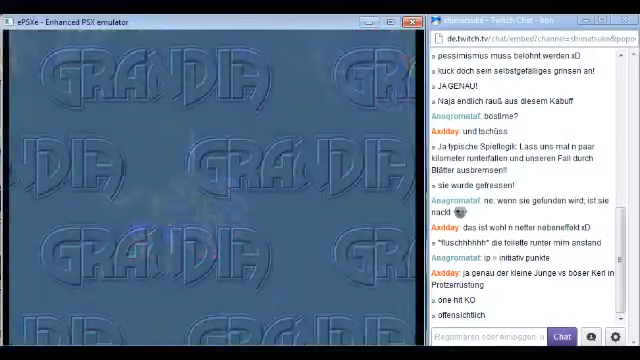 ePSXe - Enhanced PSX emulator
shimatsuke - Twitch Chat - Iron
de.twitch.tv/chat/embed?channel=shimatsuke&popou
» pessimismus muss belohnt werden xD
» kuck doch sein selbstgefälliges grinsen an!
» JAGENAU!
» Naja endlich rauß aus diesem Kabuff
Anagromataf: bostime?
Axdday: und tschüss
» Ja typische Spiellogik: Lass uns mal n paar
kilometer runterfallen und unseren Fall durch
Blätter ausbremsen!!
» sie wurde gefressen!
Anagromataf: ne, wenn sie gefunden wird; ist sie
nackt
Axdday: das ist wohl n netter nebeneffekt xD
» *fluschhhhhh* die toilette runter mim anstand
Anagromataf: ip = initiativ punkte
Axdday: ja genau der kleine Junge vs böser Kerl in
Protzerrüstung
» one hit KO
» offensichtlich
Registrieren oder einloggen, u
Chat
GRANDIA GRANDIA
GRANDIA GRANDIA
GRANDIA GRANDIA
GRANDIA